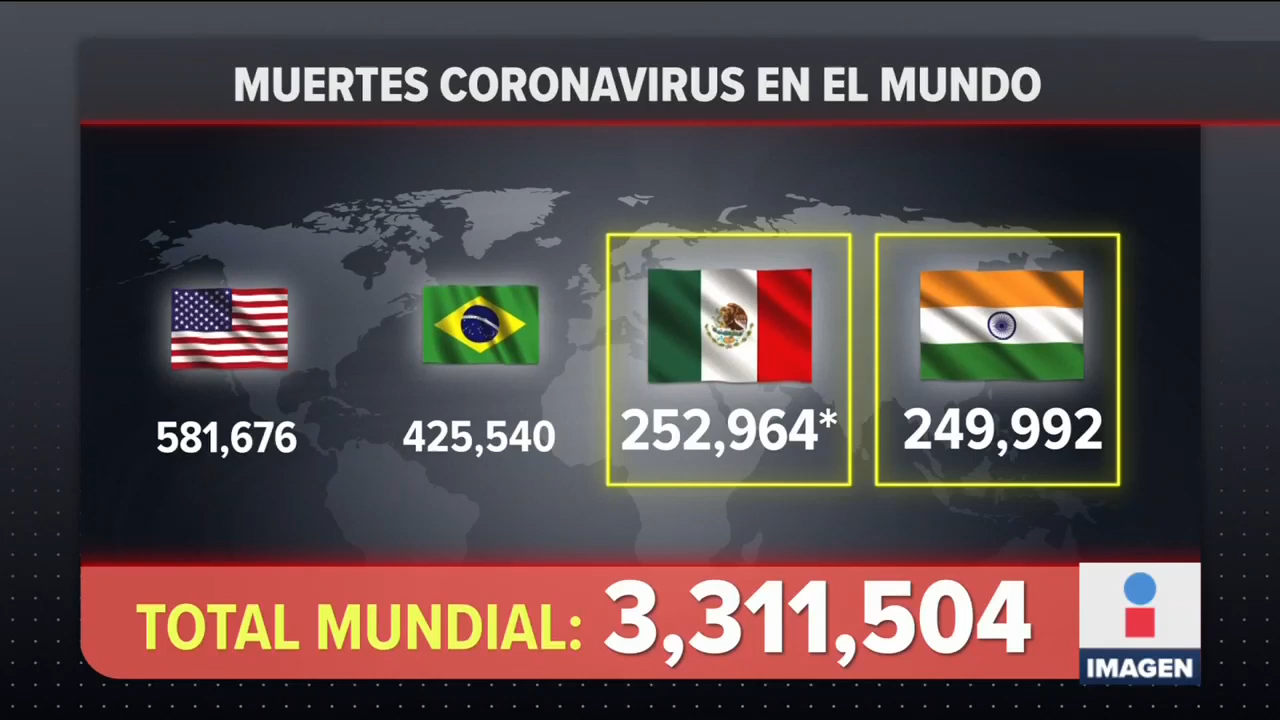 MUERTES CORONAVIRUS EN EL MUNDO
581,676
425,540
252,964*
249,992
TOTAL MUNDIAL: 3,311,504
IMAGEN